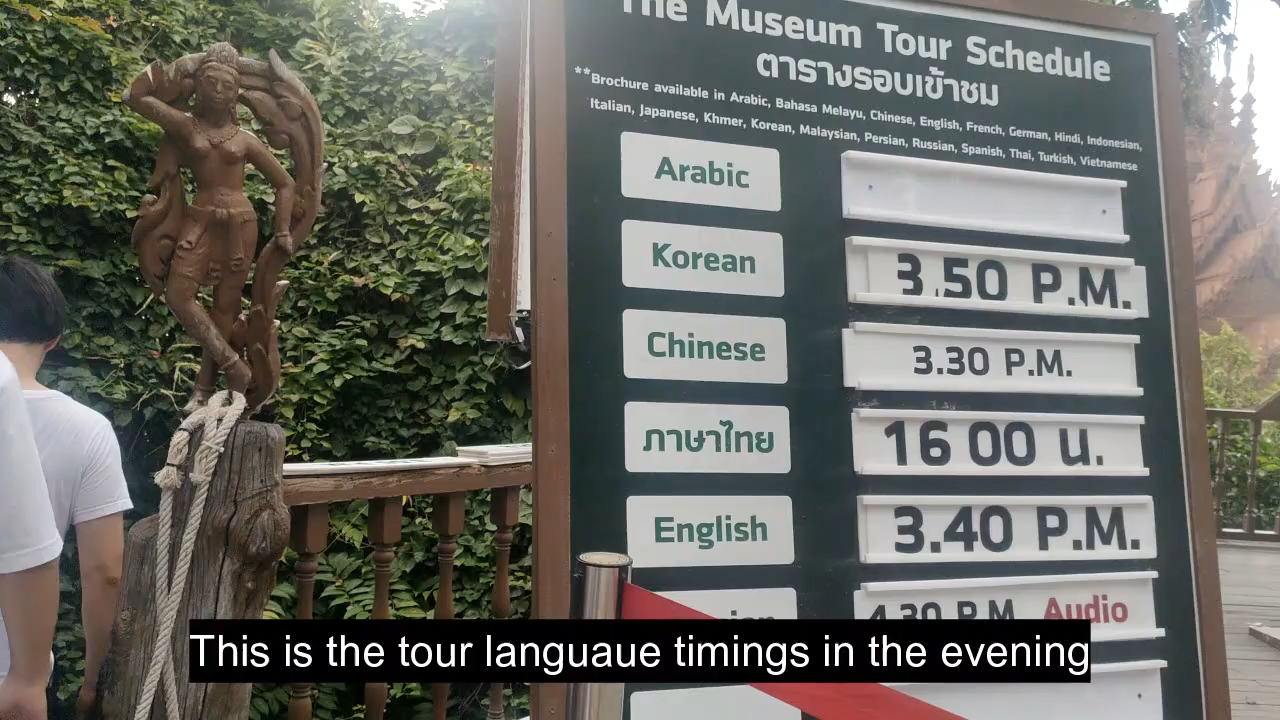 The Museum Tour Schedule
ตารางรอบเข้าชม
**Brochure available in Arabic, Bahasa Melayu, Chinese, English, French, German, Hindi, Indonesian,
Italian, Japanese, Khmer, Korean, Malaysian, Persian, Russian, Spanish, Thai, Turkish, Vietnamese
Arabic
Korean 3.50 P.M.
Chinese 3.30 P.M.
ภาษาไทย 16 00 น.
English 3.40 P.M.
4.30 P.M. Audio
This is the tour languaue timings in the evening